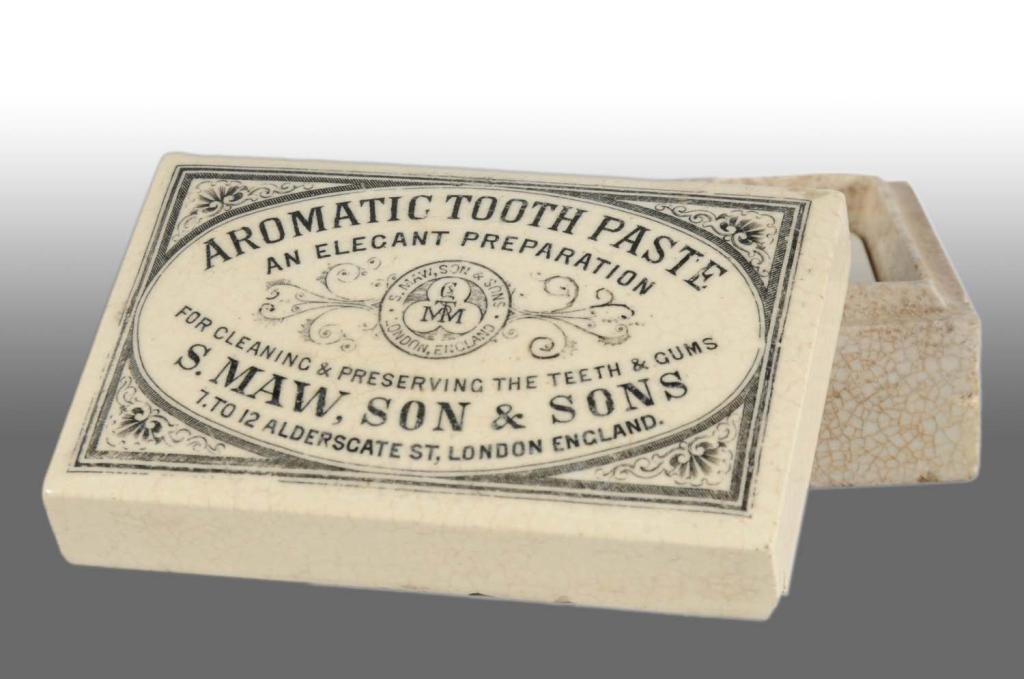 AROMATIC TOOTH PASTE
AN ELEGANT PREPARATION
S. MAW, SON & SONS
LONDON, ENGLAND
FOR CLEANING & PRESERVING THE TEETH & GUMS
S. MAW, SON & SONS
7. TO 12 ALDERSGATE ST, LONDON ENGLAND.